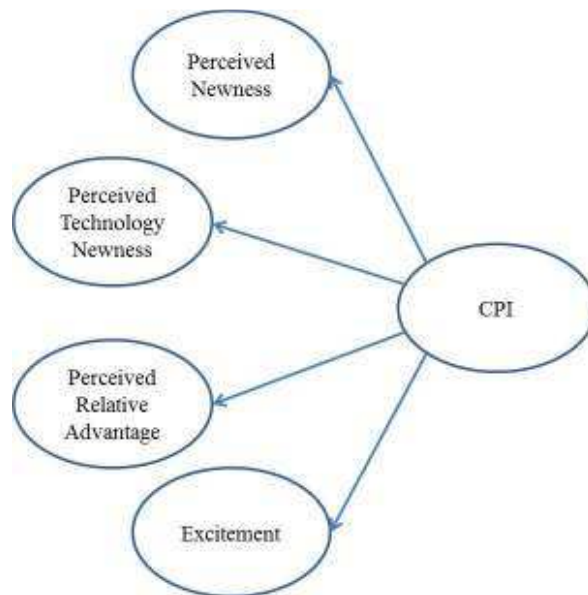 Perceived
Newness
Perceived
Technology
Newness
CPI
Perceived
Relative
Advantage
Excitement